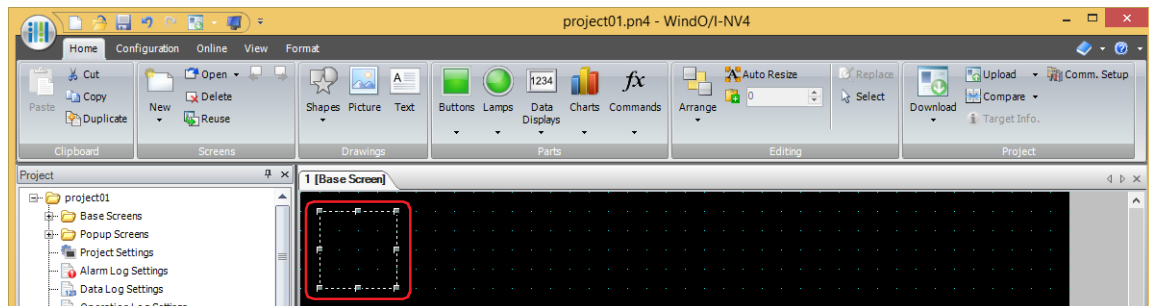 project01.pn4 - WindO/I-NV4
Home Configuration Online View Format
Paste
Cut
Copy
Duplicate
Clipboard
New
Open
Delete
Reuse
Screens
Shapes Picture Text
Drawings
Buttons Lamps Data Displays Charts Commands
1234
fx
Parts
Arrange
Auto Resize
0
Replace
Select
Editing
Download
Upload
Compare
Target Info.
Comm. Setup
Project
Project
1 [Base Screen]
project01
Base Screens
Popup Screens
Project Settings
Alarm Log Settings
Data Log Settings
Operation Log Settings